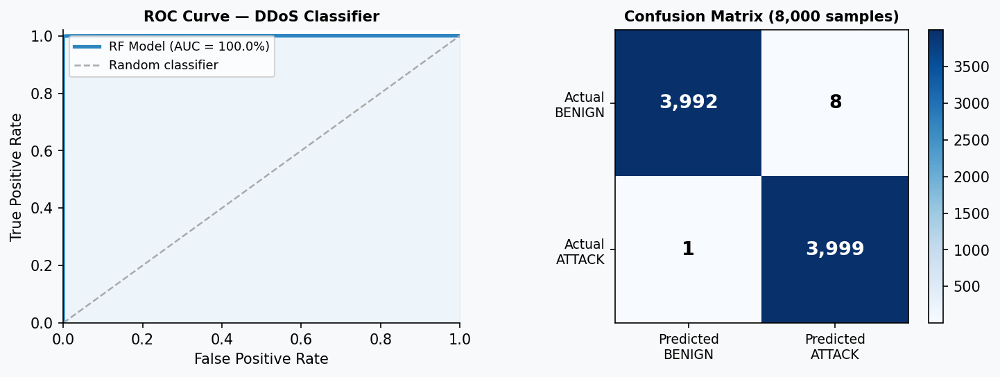 ROC Curve — DDoS Classifier
1.0
0.8
0.6
0.4
0.2
0.0
True Positive Rate
RF Model (AUC = 100.0%)
Random classifier
0.0 0.2 0.4 0.6 0.8 1.0
False Positive Rate
Confusion Matrix (8,000 samples)
Actual
BENIGN
3,992 8
Actual
ATTACK
1 3,999
Predicted
BENIGN
Predicted
ATTACK
3500
3000
2500
2000
1500
1000
500